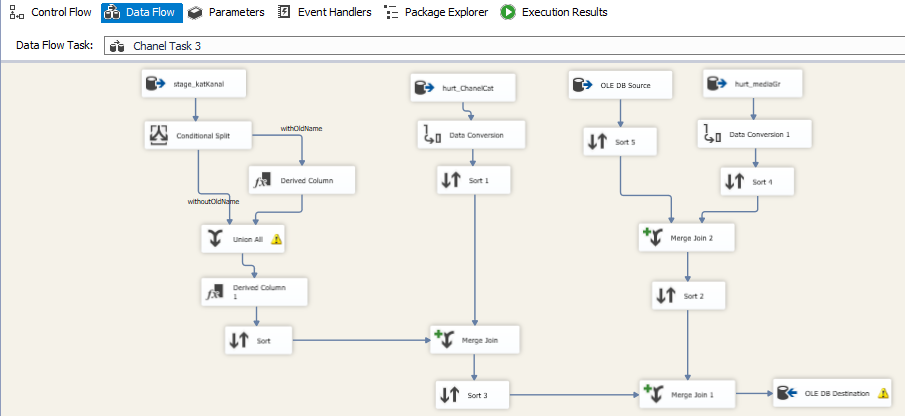 Control Flow
Data Flow
Parameters
Event Handlers
Package Explorer
Execution Results
Data Flow Task:
Chanel Task 3
stage_katKanal
hurt_ChanelCat
OLE DB Source
hurt_mediaGr
Conditional Split
withOldName
Data Conversion
Sort 5
Data Conversion 1
Derived Column
Sort 1
Sort 4
withoutOldName
Union All
Merge Join 2
Derived Column
1
Sort 2
Sort
Merge Join
Sort 3
Merge Join 1
OLE DB Destination